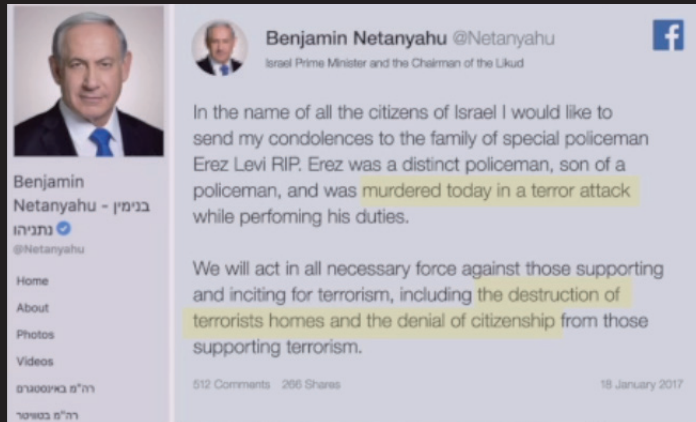 Benjamin
Netanyahu - בנימין
נתניהו
@Netanyahu
Home
About
Photos
Videos
רה"מ באינסטגרם
רה"מ בטוויטר
Benjamin Netanyahu @Netanyahu
Israel Prime Minister and the Chairman of the Likud
In the name of all the citizens of Israel I would like to
send my condolences to the family of special policeman
Erez Levi RIP. Erez was a distinct policeman, son of a
policeman, and was murdered today in a terror attack
while perfoming his duties.
We will act in all necessary force against those supporting
and inciting for terrorism, including the destruction of
terrorists homes and the denial of citizenship from those
supporting terrorism.
512 Comments 266 Shares
18 January 2017